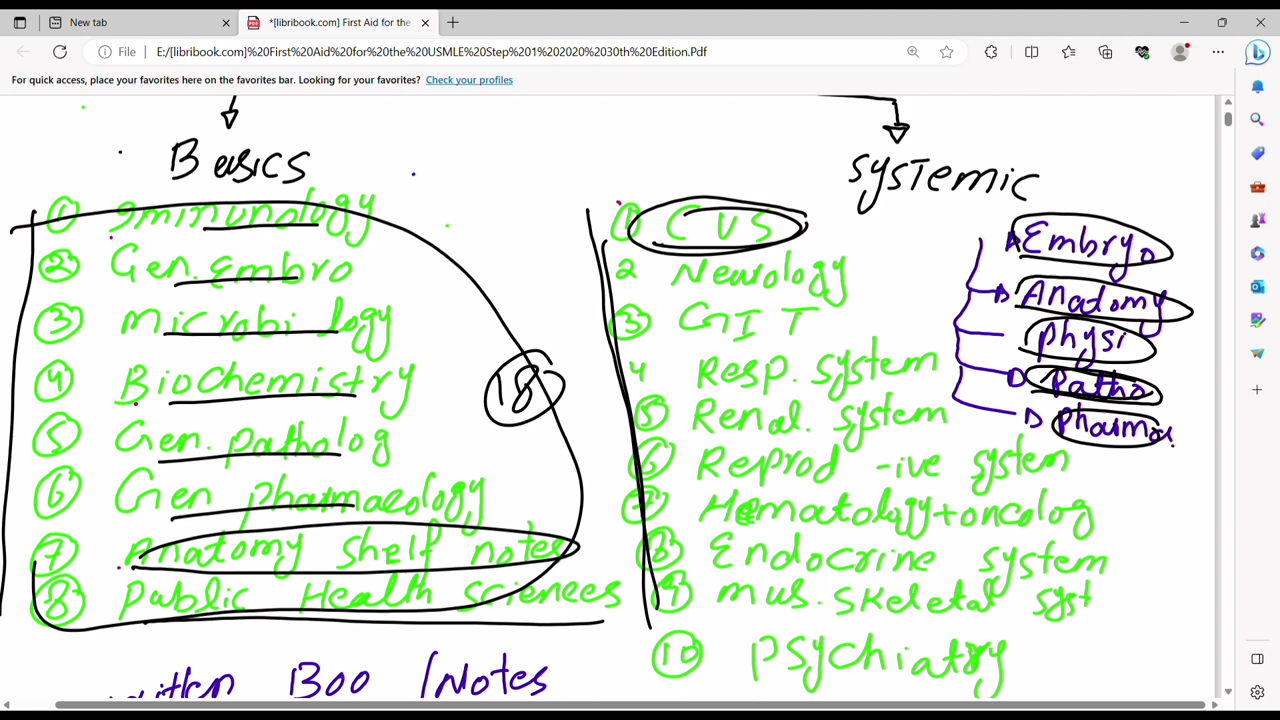 New tab
*[libribook.com] First Aid for the
File E:/[libribook.com]%20First%20Aid%20for%20the%20USMLE%20Step%201%202020%2030th%20Edition.Pdf
For quick access, place your favorites here on the favorites bar. Looking for your favorites? Check your profiles
Basics
① Immunology
② Gen. Embro
③ Microbi logy
④ Biochemistry
⑤ Gen. patholog
⑥ Gen pharmacology
⑦ Anatomy shelf notes
⑧ Public Health sciences
18
systemic
① CVS
2 Neurology
③ GIT
4 Resp. system
⑤ Renal. system
⑥ Reprod -ive system
⑦ Hematology + oncolog
⑧ Endocrine system
⑨ mus. skeletal syst
⑩ psychiatry
Embryo
Anatomy
physi
patho
pharma.
1300 Notes